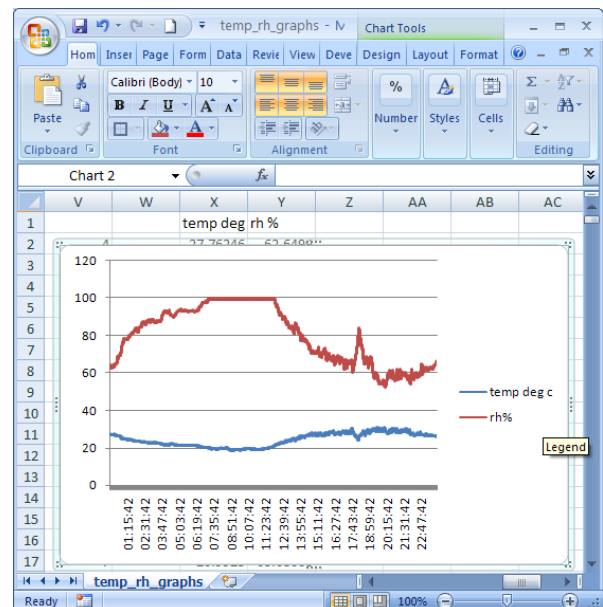 temp_rh_graphs - M
Chart Tools
Hom Inser Page Form Data Revie View Deve Design Layout Format
Paste
Clipboard
Calibri (Body) 10
B I U A A
A
Font
Alignment
%
Number
A
Styles
Cells
Σ
Editing
Chart 2
fx
V W X Y Z AA AB AC
1 temp deg rh %
2
3
4
5
6
7
8
9
10
11
12
13
14
15
16
17
120
100
80
60
40
20
0
01:15:42
02:31:42
03:47:42
05:03:42
06:19:42
07:35:42
08:51:42
10:07:42
11:23:42
12:39:42
13:55:42
15:11:42
16:27:42
17:43:42
18:59:42
20:15:42
21:31:42
22:47:42
temp deg c
rh%
Legend
temp_rh_graphs
Ready
100%